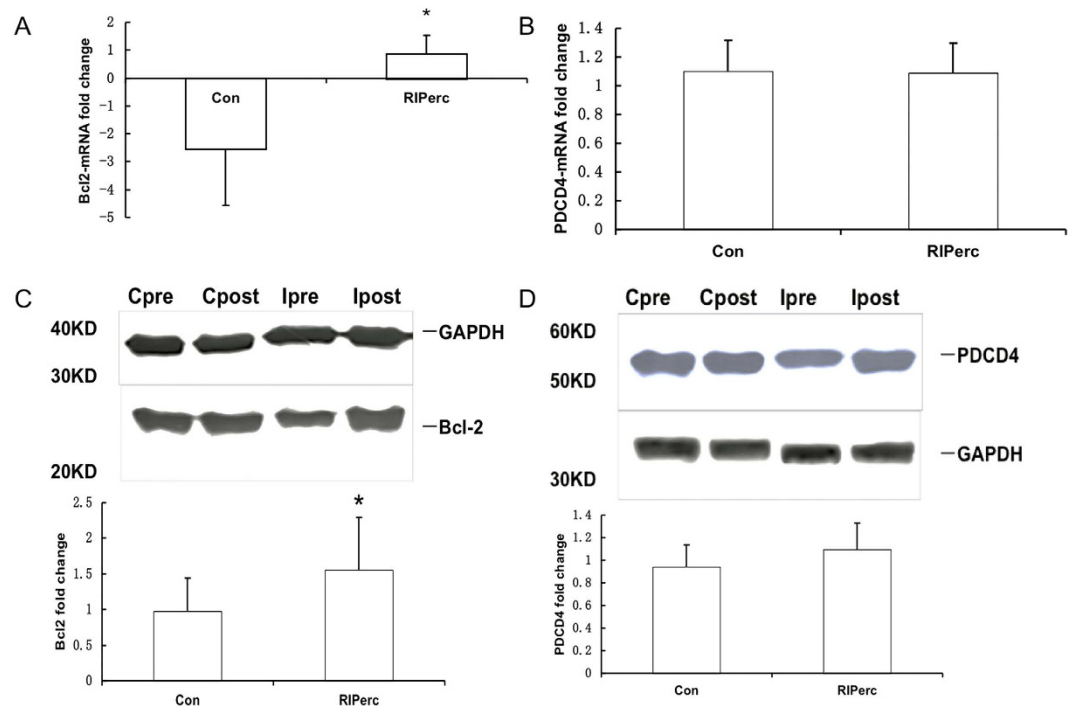 A
Bcl2-mRNA fold change
2
1
0
-1
-2
-3
-4
-5
*
Con
RIPerc
B
PDCD4-mRNA fold change
1.4
1.2
1
0.8
0.6
0.4
0.2
0
Con
RIPerc
C
Cpre Cpost Ipre Ipost
40KD
GAPDH
30KD
Bcl-2
20KD
Bcl2 fold change
2.5
2
1.5
1
0.5
0
*
Con
RIPerc
D
Cpre Cpost Ipre Ipost
60KD
PDCD4
50KD
GAPDH
30KD
PDCD4 fold change
1.4
1.2
1
0.8
0.6
0.4
0.2
0
Con
RIPerc